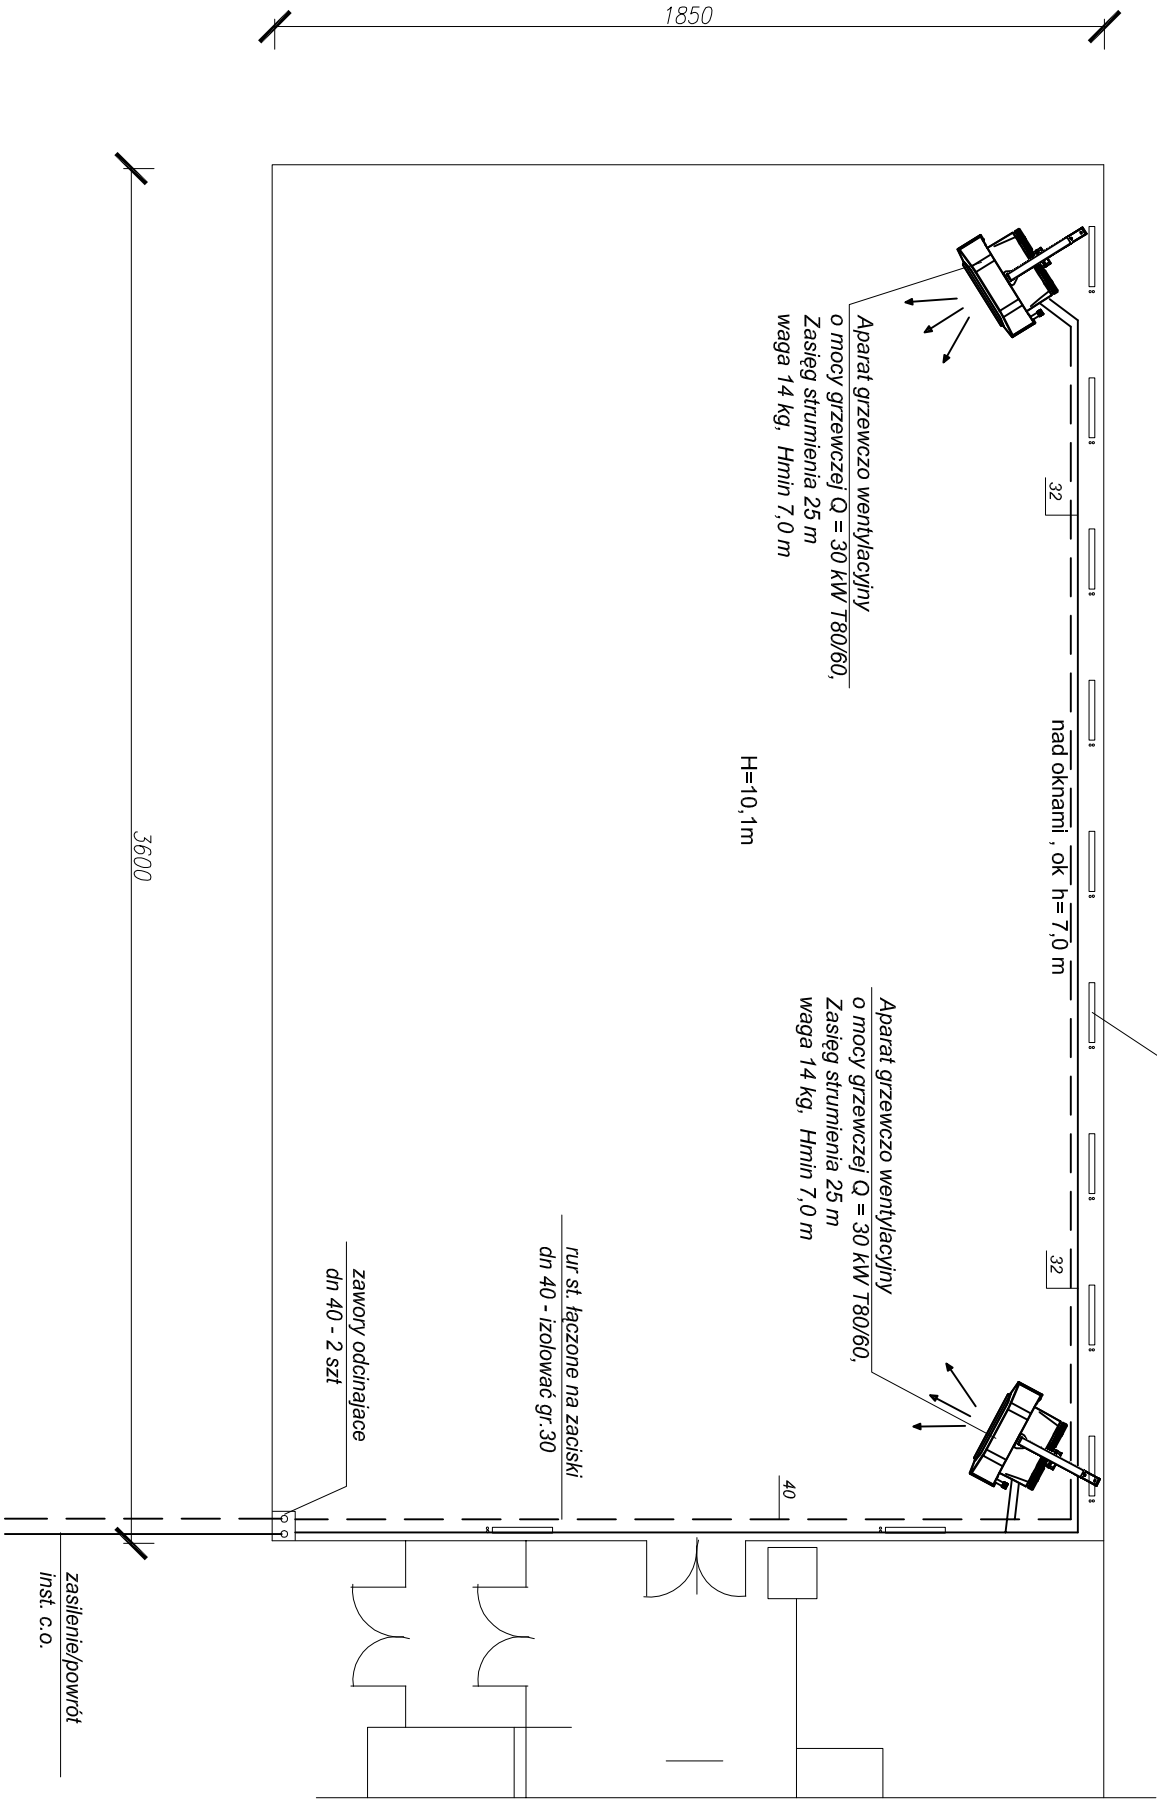 1850
3600
Aparat grzewczo wentylacyjny
o mocy grzewczej Q = 30 kW T80/60,
Zasięg strumienia 25 m
waga 14 kg, Hmin 7,0 m
32
nad oknami , ok h= 7,0 m
H=10,1m
Aparat grzewczo wentylacyjny
o mocy grzewczej Q = 30 kW T80/60,
Zasięg strumienia 25 m
waga 14 kg, Hmin 7,0 m
32
40
rur st. łączone na zaciski
dn 40 - izolować gr.30
zawory odcinajace
dn 40 - 2 szt
zasilenie/powrót
inst. c.o.